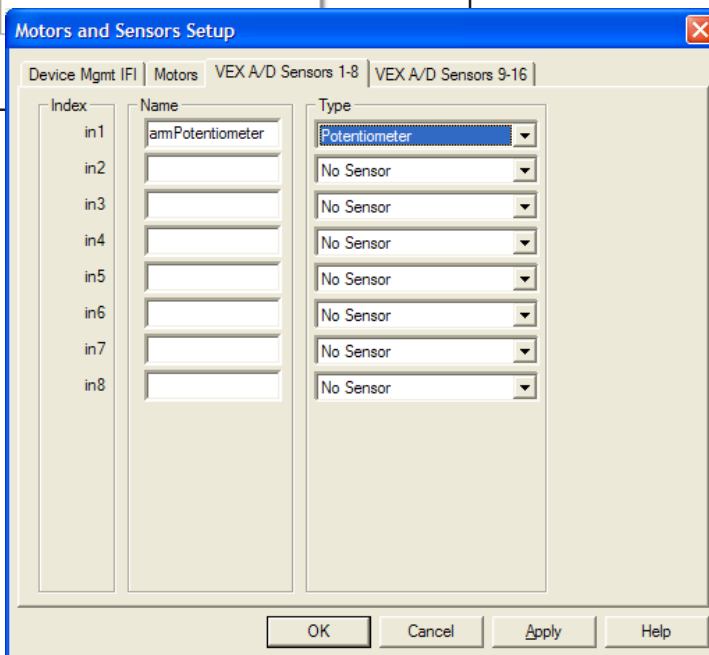 Motors and Sensors Setup
Device Mgmt IFI Motors VEX A/D Sensors 1-8 VEX A/D Sensors 9-16
Index Name Type
in1 armPotentiometer Potentiometer
in2 No Sensor
in3 No Sensor
in4 No Sensor
in5 No Sensor
in6 No Sensor
in7 No Sensor
in8 No Sensor
OK Cancel Apply Help